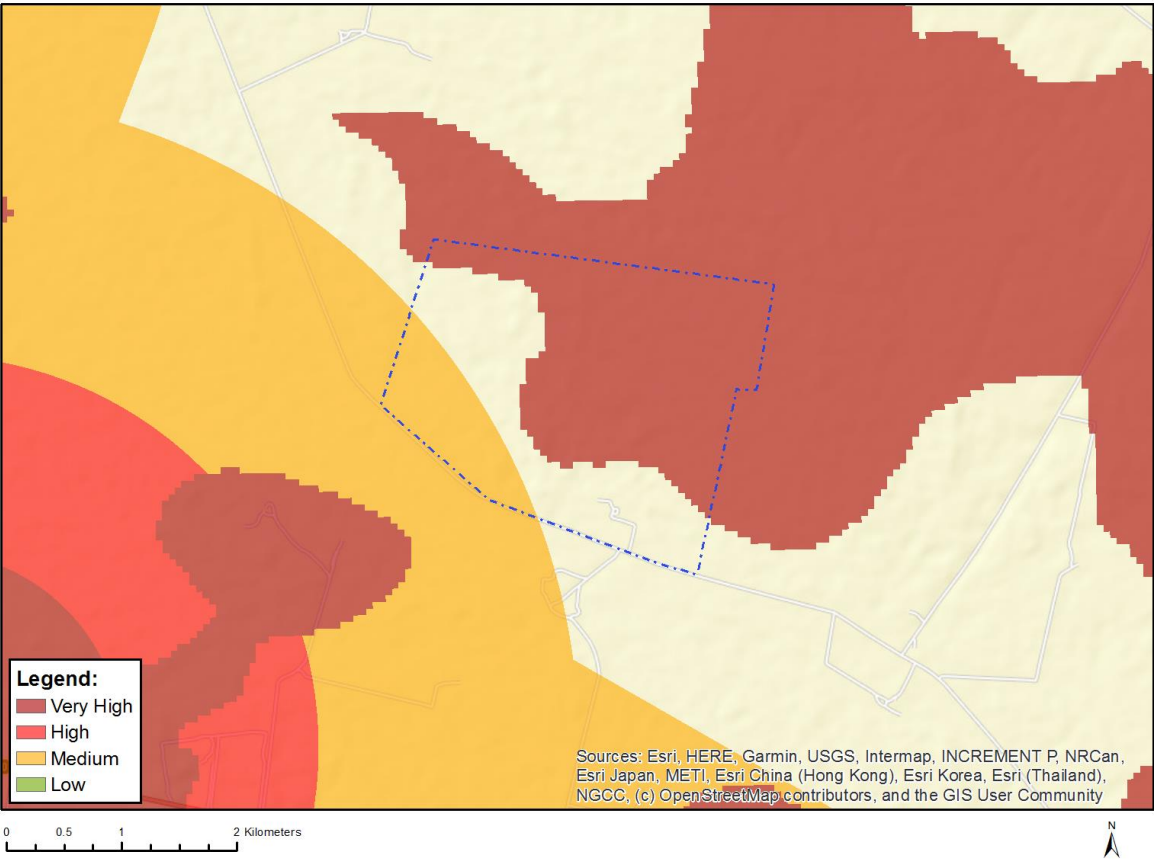 Legend:
Very High
High
Medium
Low
Sources: Esri, HERE, Garmin, USGS, Intermap, INCREMENT P, NRCan,
Esri Japan, METI, Esri China (Hong Kong), Esri Korea, Esri (Thailand),
NGCC, (c) OpenStreetMap contributors, and the GIS User Community
0 0.5 1 2 Kilometers
N